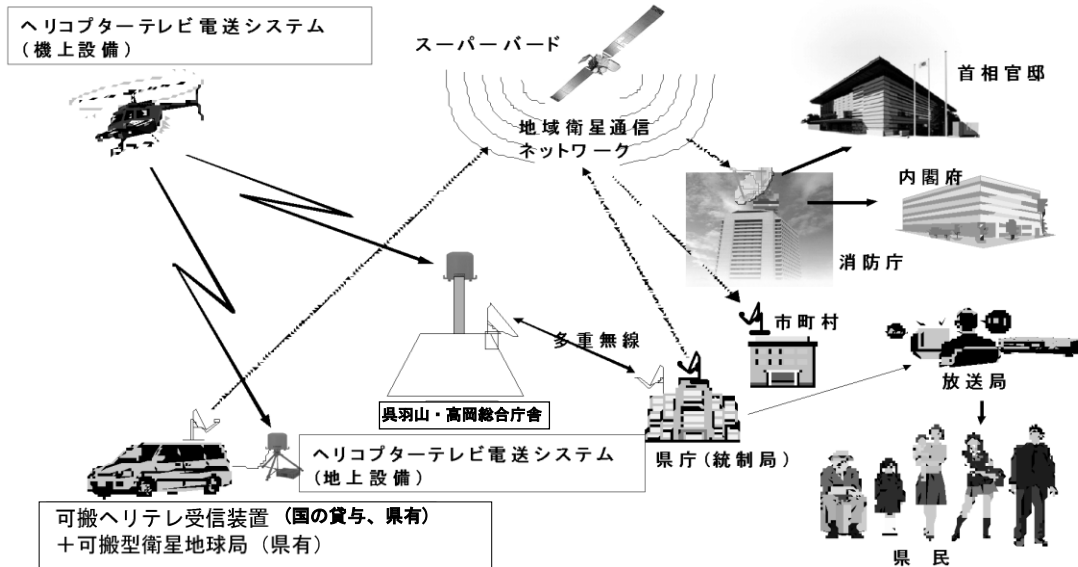 ヘリコプターテレビ電送システム
(機上設備)
スーパーバード
首相官邸
地域衛星通信
ネットワーク
内閣府
消防庁
市町村
多重無線
放送局
呉羽山・高岡総合庁舎
ヘリコプターテレビ電送システム
(地上設備)
県庁(統制局)
可搬ヘリテレ受信装置 (国の貸与、県有)
＋可搬型衛星地球局 (県有)
県民